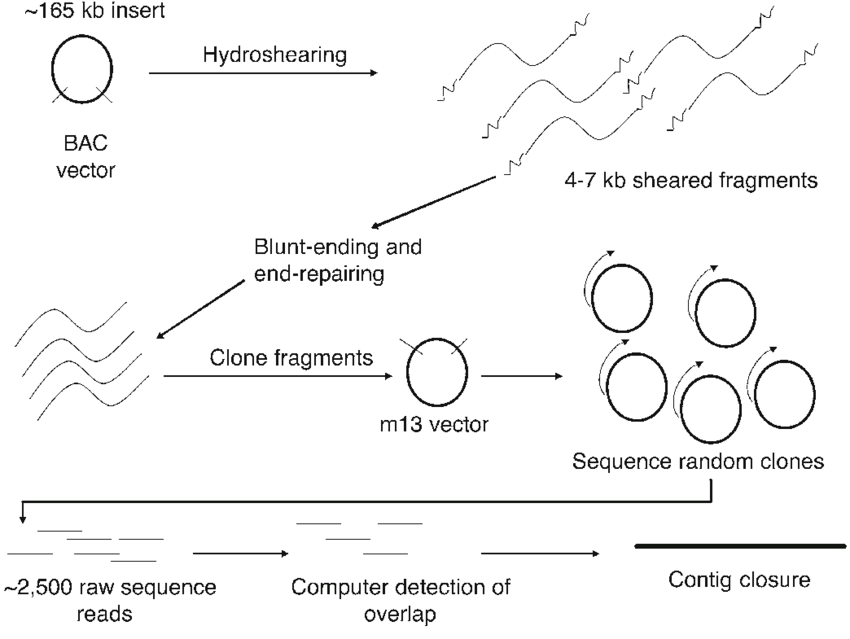 ~165 kb insert
Hydroshearing
BAC
vector
4-7 kb sheared fragments
Blunt-ending and
end-repairing
Clone fragments
m13 vector
Sequence random clones
~2,500 raw sequence
reads
Computer detection of
overlap
Contig closure